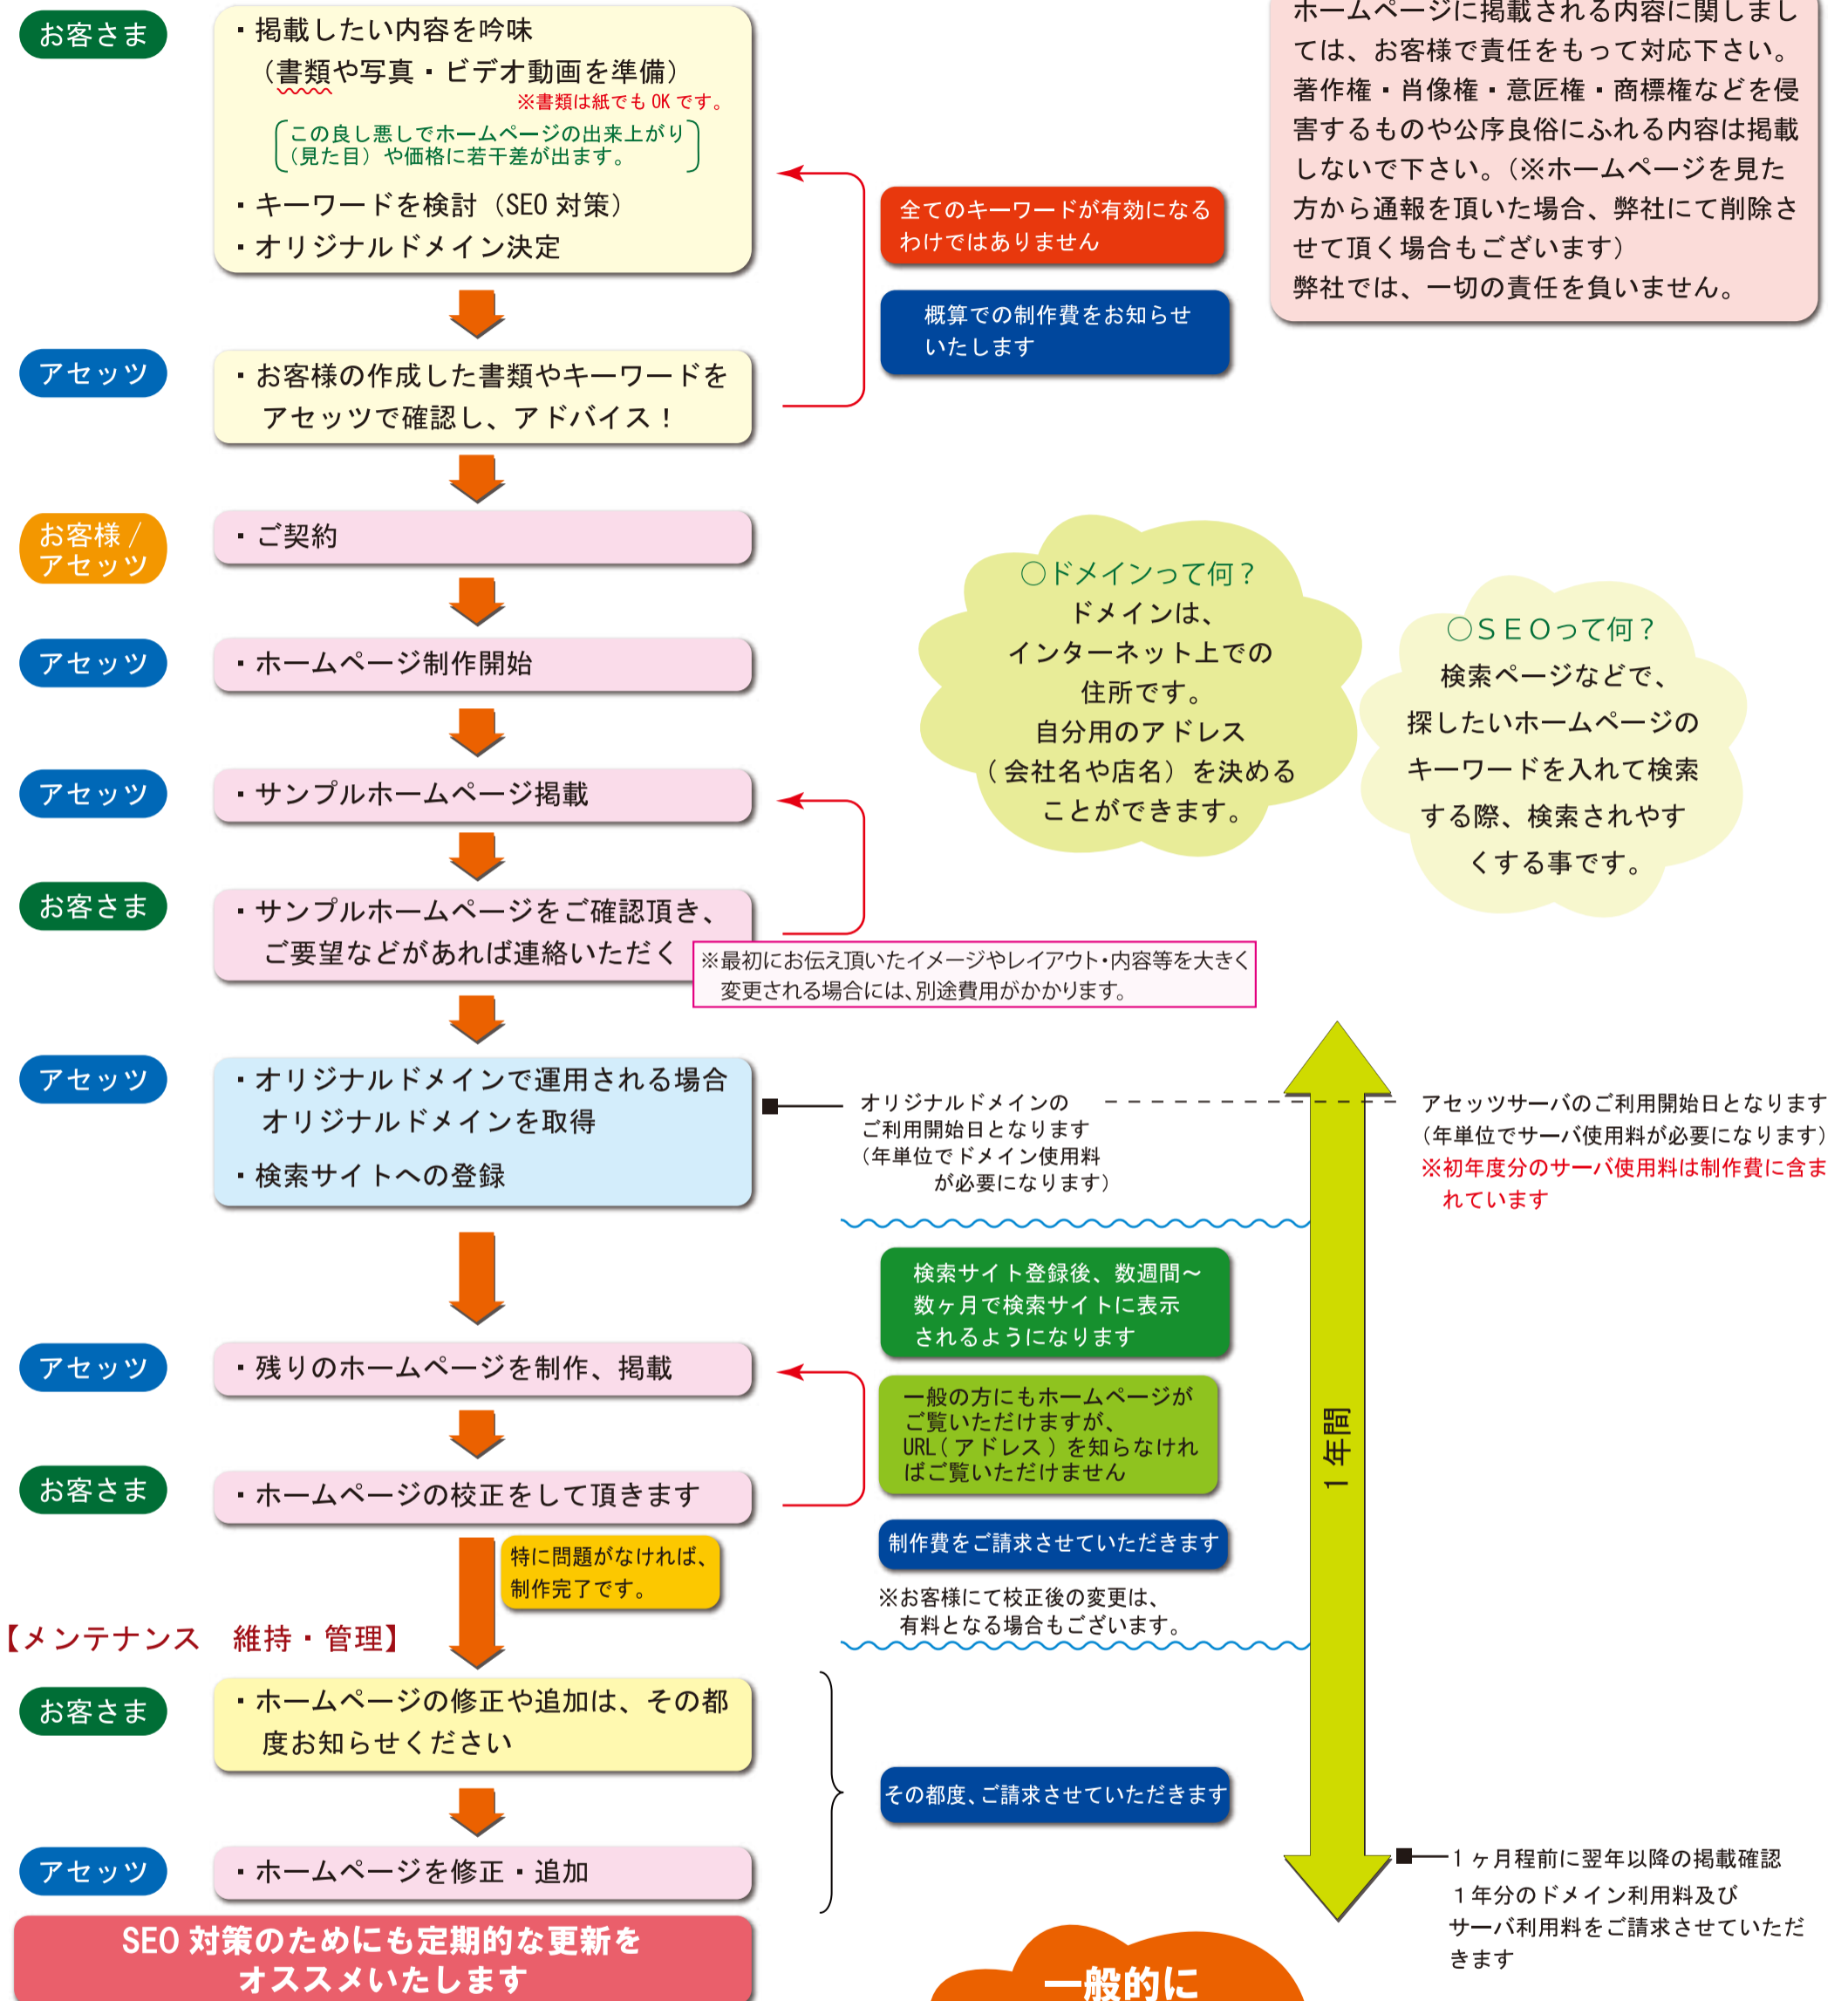 お客さま
・掲載したい内容を吟味
（書類や写真・ビデオ動画を準備）
※書類は紙でも OK です。
この良し悪しでホームページの出来上がり
（見た目）や価格に若干差が出ます。
・キーワードを検討（SEO 対策）
・オリジナルドメイン決定
全てのキーワードが有効になる
わけではありません
概算での制作費をお知らせ
いたします
ホームページに掲載される内容に関しまし
ては、お客様で責任をもって対応下さい。
著作権・肖像権・意匠権・商標権などを侵
害するものや公序良俗にふれる内容は掲載
しないで下さい。（※ホームページを見た
方から通報を頂いた場合、弊社にて削除さ
せて頂く場合もございます）
弊社では、一切の責任を負いません。
アセッツ
・お客様の作成した書類やキーワードを
アセッツで確認し、アドバイス！
お客様 /
アセッツ
・ご契約
アセッツ
・ホームページ制作開始
アセッツ
・サンプルホームページ掲載
○ドメインって何？
ドメインは、
インターネット上での
住所です。
自分用のアドレス
（ 会社名や店名）を決める
ことができます。
○ＳＥＯって何？
検索ページなどで、
探したいホームページの
キーワードを入れて検索
する際、検索されやす
くする事です。
お客さま
・サンプルホームページをご確認頂き、
ご要望などがあれば連絡いただく
※最初にお伝え頂いたイメージやレイアウト・内容等を大きく
変更される場合には、別途費用がかかります。
アセッツ
・オリジナルドメインで運用される場合
オリジナルドメインを取得
・検索サイトへの登録
オリジナルドメインの
ご利用開始日となります
（年単位でドメイン使用料
が必要になります）
アセッツサーバのご利用開始日となります
（年単位でサーバ使用料が必要になります）
※初年度分のサーバ使用料は制作費に含ま
れています
検索サイト登録後、数週間～
数ヶ月で検索サイトに表示
されるようになります
アセッツ
・残りのホームページを制作、掲載
一般の方にもホームページが
ご覧いただけますが、
URL（ アドレス ）を知らなけれ
ばご覧いただけません
１年間
お客さま
・ホームページの校正をして頂きます
特に問題がなければ、
制作完了です。
制作費をご請求させていただきます
※お客様にて校正後の変更は、
有料となる場合もございます。
【メンテナンス　維持・管理】
お客さま
・ホームページの修正や追加は、その都
度お知らせください
その都度、ご請求させていただきます
アセッツ
・ホームページを修正・追加
１ヶ月程前に翌年以降の掲載確認
１年分のドメイン利用料及び
サーバ利用料をご請求させていただ
きます
SEO 対策のためにも定期的な更新を
オススメいたします
一般的に